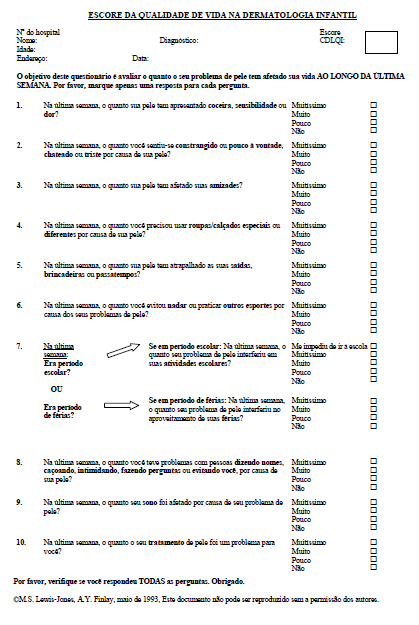 ESCORE DA QUALIDADE DE VIDA NA DERMATOLOGIA INFANTIL
Nº do hospital
Nome:
Idade:
Endereço:
Diagnóstico:
Data:
Escore
CDLQI:
O objetivo deste questionário é avaliar o quanto o seu problema de pele tem afetado sua vida AO LONGO DA ÚLTIMA
SEMANA. Por favor, marque apenas uma resposta para cada pergunta.
1. Na última semana, o quanto sua pele tem apresentado coceira, sensibilidade ou
dor?
Muitíssimo
Muito
Pouco
Não
2. Na última semana, o quanto você sentiu-se constrangido ou pouco à vontade,
chateado ou triste por causa de sua pele?
Muitíssimo
Muito
Pouco
Não
3. Na última semana, o quanto sua pele tem afetado suas amizades?
Muitíssimo
Muito
Pouco
Não
4. Na última semana, o quanto você precisou usar roupas/calçados especiais ou
diferentes por causa de sua pele?
Muitíssimo
Muito
Pouco
Não
5. Na última semana, o quanto sua pele tem atrapalhado as suas saídas,
brincadeiras ou passatempos?
Muitíssimo
Muito
Pouco
Não
6. Na última semana, o quanto você evitou nadar ou praticar outros esportes por
causa dos seus problemas de pele?
Muitíssimo
Muito
Pouco
Não
7. Na última
semana:
Era período
escolar?
Se em período escolar: Na última semana, o
quanto seu problema de pele interferiu em
suas atividades escolares?
Me impediu de ir à escola
Muitíssimo
Muito
Pouco
Não
OU
Era período
de férias?
Se em período de férias: Na última semana,
o quanto seu problema de pele interferiu no
aproveitamento de suas férias?
Muitíssimo
Muito
Pouco
Não
8. Na última semana, o quanto você teve problemas com pessoas dizendo nomes,
caçoando, intimidando, fazendo perguntas ou evitando você, por causa de
sua pele?
Muitíssimo
Muito
Pouco
Não
9. Na última semana, o quanto seu sono foi afetado por causa de seu problema de
pele?
Muitíssimo
Muito
Pouco
Não
10. Na última semana, o quanto o seu tratamento de pele foi um problema para
você?
Muitíssimo
Muito
Pouco
Não
Por favor, verifique se você respondeu TODAS as perguntas. Obrigado.
©M.S. Lewis-Jones, A.Y. Finlay, maio de 1993, Este documento não pode ser reproduzido sem a permissão dos autores.